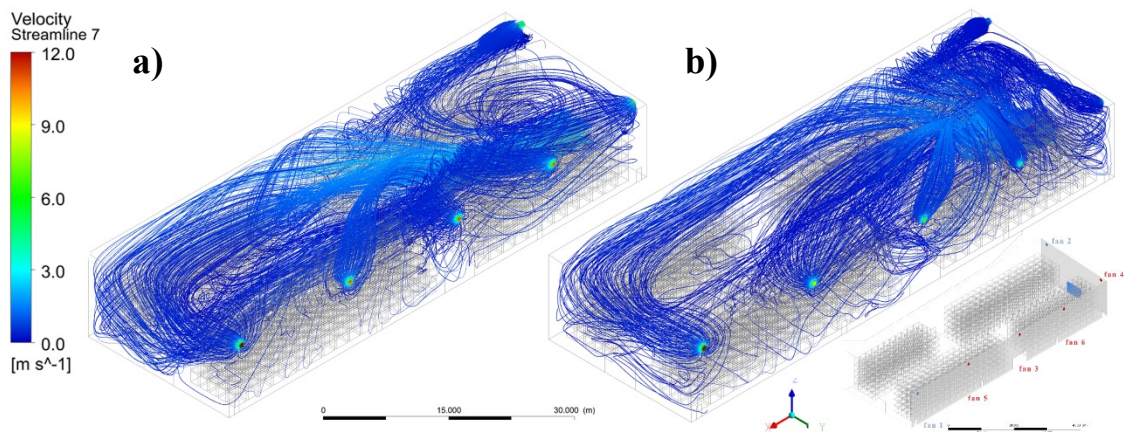 Velocity
Streamline 7
12.0
9.0
6.0
3.0
0.0
[m s^-1]
a)
b)
0 15.000 30.000 (m)
Z
X
Y
fan 2
fan 4
fan 6
fan 3
fan 5
fan 1
0